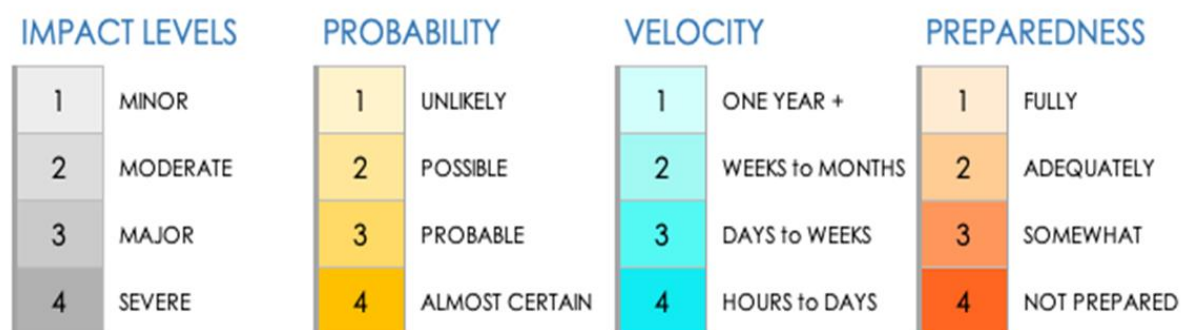 IMPACT LEVELS PROBABILITY VELOCITY PREPAREDNESS
1 MINOR 1 UNLIKELY 1 ONE YEAR + 1 FULLY
2 MODERATE 2 POSSIBLE 2 WEEKS to MONTHS 2 ADEQUATELY
3 MAJOR 3 PROBABLE 3 DAYS to WEEKS 3 SOMEWHAT
4 SEVERE 4 ALMOST CERTAIN 4 HOURS to DAYS 4 NOT PREPARED